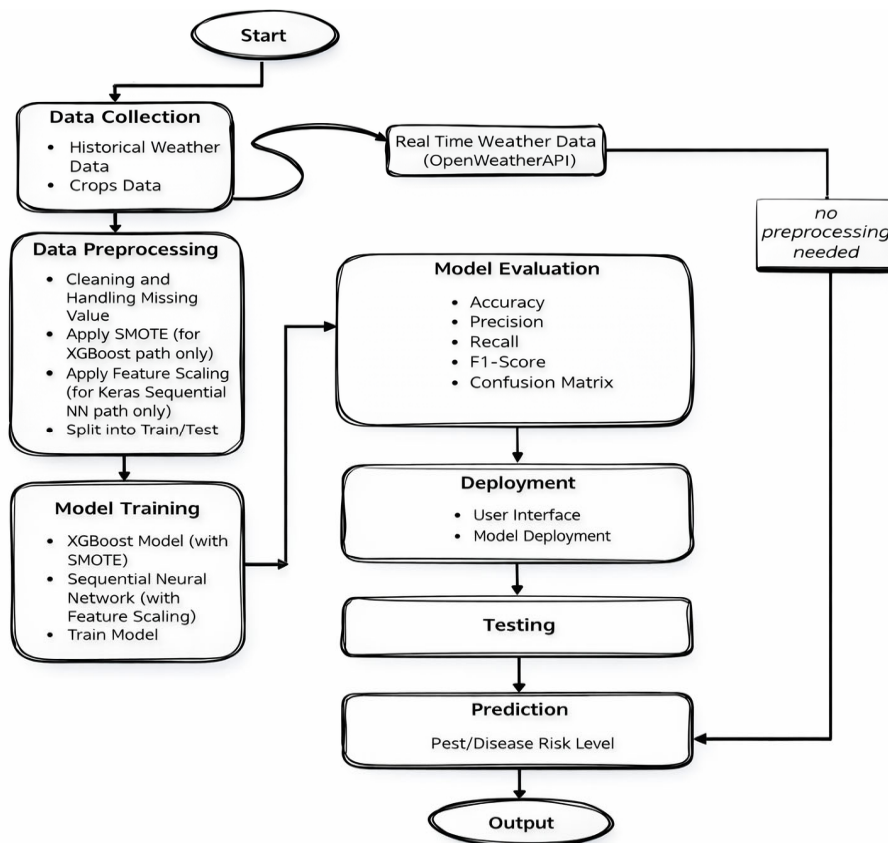 Start
Data Collection
• Historical Weather
Data
• Crops Data
Real Time Weather Data
(OpenWeatherAPI)
no
preprocessing
needed
Data Preprocessing
• Cleaning and
Handling Missing
Value
• Apply SMOTE (for
XGBoost path only)
• Apply Feature Scaling
(for Keras Sequential
NN path only)
• Split into Train/Test
Model Training
• XGBoost Model (with
SMOTE)
• Sequential Neural
Network (with
Feature Scaling)
• Train Model
Model Evaluation
• Accuracy
• Precision
• Recall
• F1-Score
• Confusion Matrix
Deployment
• User Interface
• Model Deployment
Testing
Prediction
Pest/Disease Risk Level
Output